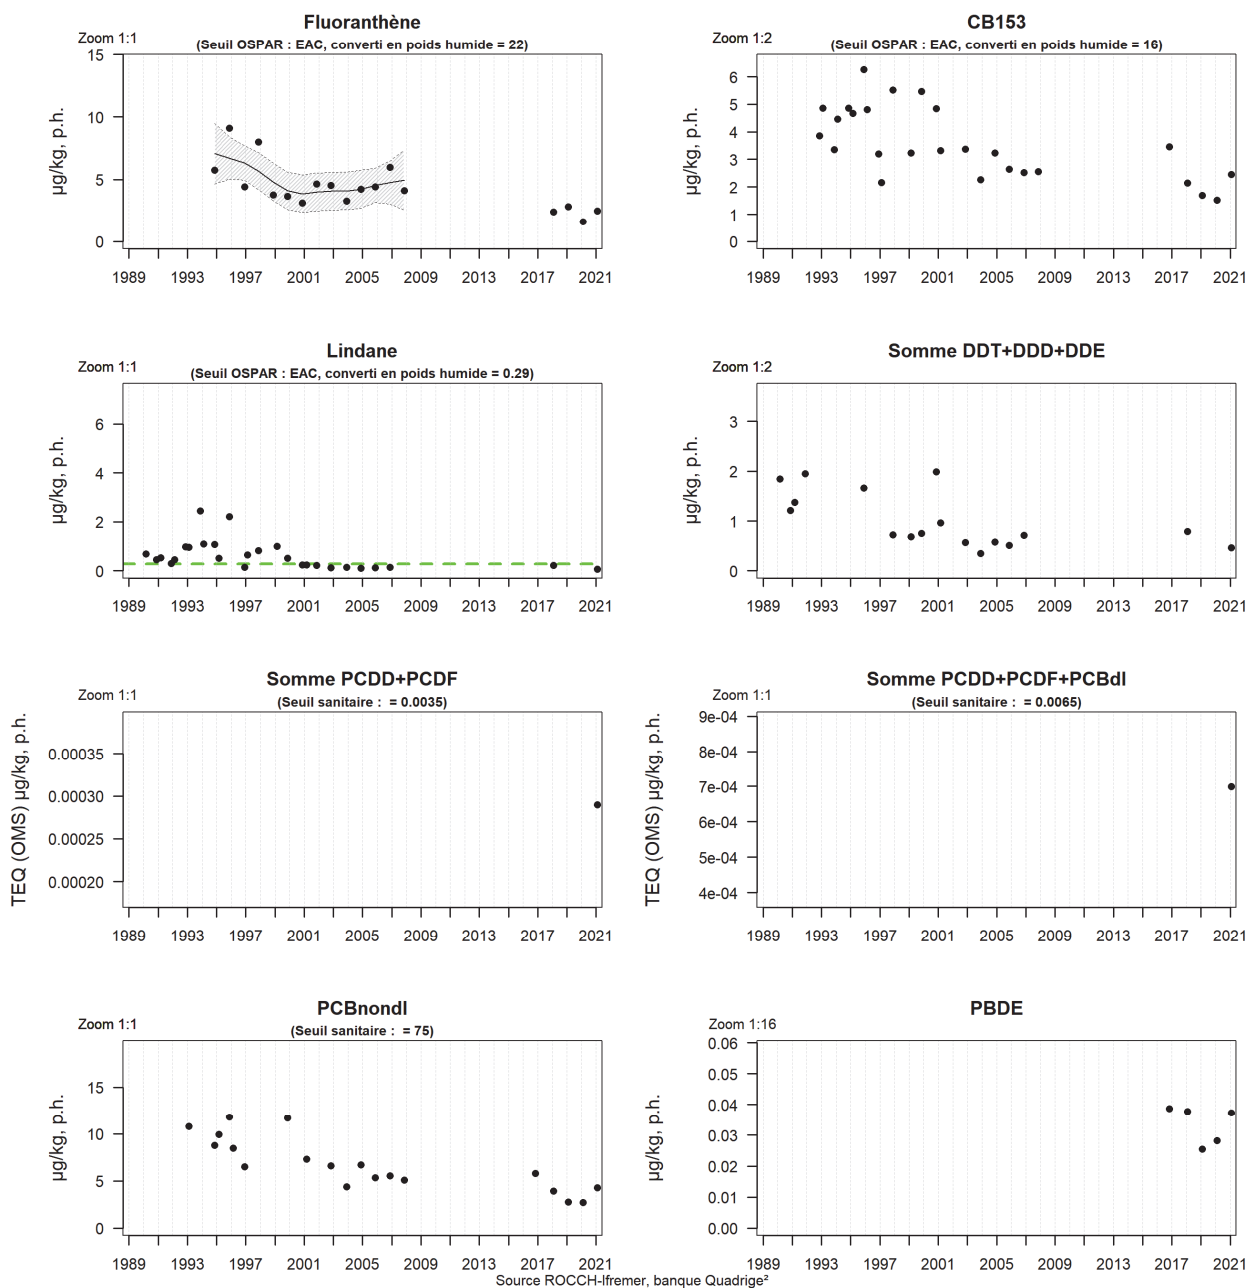 Fluoranthène
Zoom 1:1
(Seuil OSPAR : EAC, converti en poids humide = 22)
15
10
5
0
µg/kg, p.h.
1989 1993 1997 2001 2005 2009 2013 2017 2021
CB153
Zoom 1:2
(Seuil OSPAR : EAC, converti en poids humide = 16)
6
5
4
3
2
1
0
µg/kg, p.h.
1989 1993 1997 2001 2005 2009 2013 2017 2021
Lindane
Zoom 1:1
(Seuil OSPAR : EAC, converti en poids humide = 0.29)
6
4
2
0
µg/kg, p.h.
1989 1993 1997 2001 2005 2009 2013 2017 2021
Somme DDT+DDD+DDE
Zoom 1:2
3
2
1
0
µg/kg, p.h.
1989 1993 1997 2001 2005 2009 2013 2017 2021
Somme PCDD+PCDF
Zoom 1:1
(Seuil sanitaire :  = 0.0035)
0.00035
0.00030
0.00025
0.00020
TEQ (OMS) µg/kg, p.h.
1989 1993 1997 2001 2005 2009 2013 2017 2021
Somme PCDD+PCDF+PCBdl
Zoom 1:1
(Seuil sanitaire :  = 0.0065)
9e-04
8e-04
7e-04
6e-04
5e-04
4e-04
TEQ (OMS) µg/kg, p.h.
1989 1993 1997 2001 2005 2009 2013 2017 2021
PCBnondl
Zoom 1:1
(Seuil sanitaire :  = 75)
15
10
5
0
µg/kg, p.h.
1989 1993 1997 2001 2005 2009 2013 2017 2021
PBDE
Zoom 1:16
0.06
0.05
0.04
0.03
0.02
0.01
0.00
µg/kg, p.h.
1989 1993 1997 2001 2005 2009 2013 2017 2021
Source ROCCH-Ifremer, banque Quadrige²